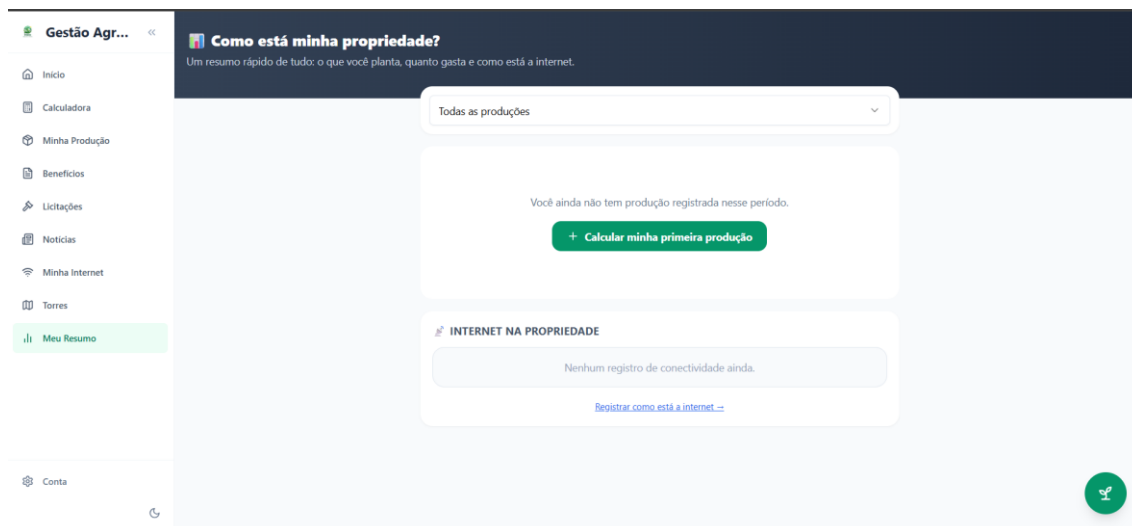 Gestão Agr...
Início
Calculadora
Minha Produção
Benefícios
Licitações
Notícias
Minha Internet
Torres
Meu Resumo
Conta
Como está minha propriedade?
Um resumo rápido de tudo: o que você planta, quanto gasta e como está a internet.
Todas as produções
Você ainda não tem produção registrada nesse período.
+ Calcular minha primeira produção
INTERNET NA PROPRIEDADE
Nenhum registro de conectividade ainda.
Registrar como está a internet →